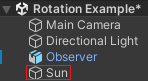 Rotation Example*
Main Camera
Directional Light
Observer
Sun